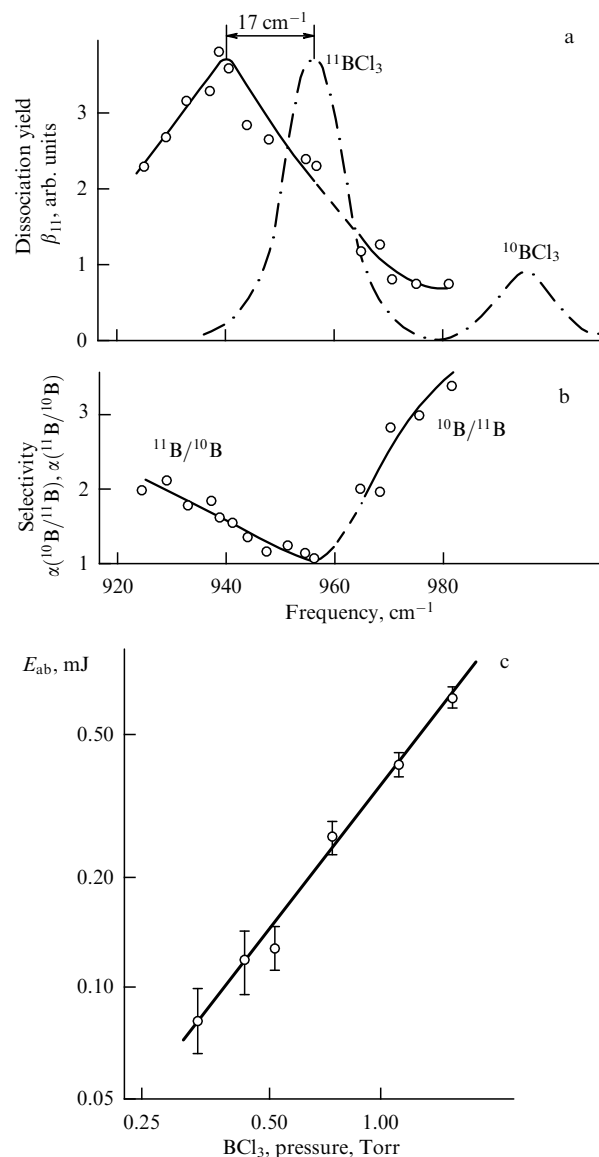 17 cm⁻¹
a
¹¹BCl₃
Dissociation yield
β₁₁, arb. units
3
2
1
0
¹⁰BCl₃
b
Selectivity
α(¹⁰B/¹¹B), α(¹¹B/¹⁰B)
3
2
1
¹¹B/¹⁰B
¹⁰B/¹¹B
920
940
960
980
Frequency, cm⁻¹
E_ab, mJ
c
0.50
0.20
0.10
0.05
0.25
0.50
1.00
BCl₃, pressure, Torr